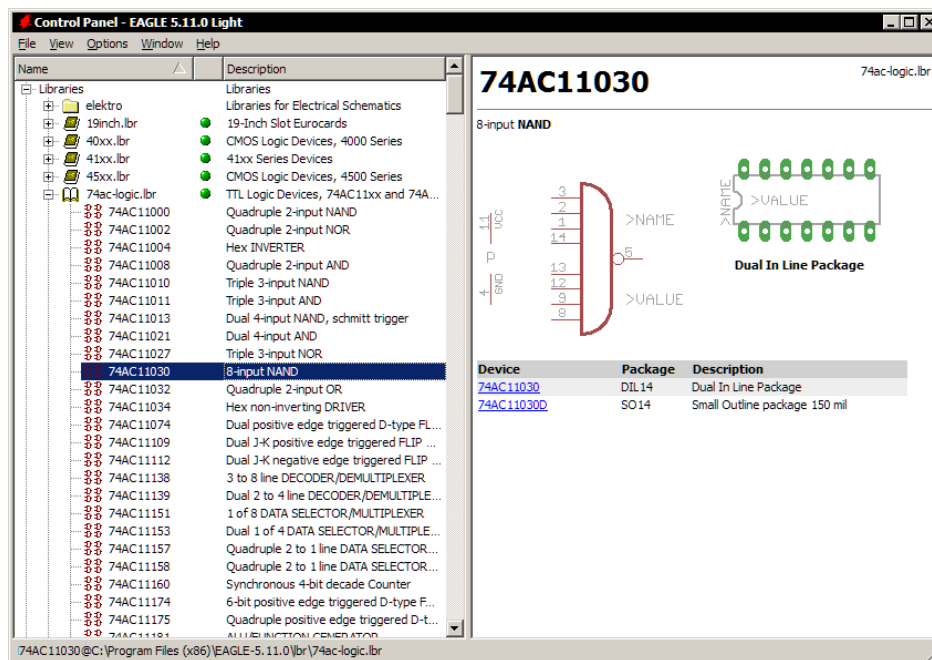 Control Panel - EAGLE 5.11.0 Light
File View Options Window Help
Name Description
Libraries Libraries
elektro Libraries for Electrical Schematics
19inch.lbr 19-Inch Slot Eurocards
40xx.lbr CMOS Logic Devices, 4000 Series
41xx.lbr 41xx Series Devices
45xx.lbr CMOS Logic Devices, 4500 Series
74ac-logic.lbr TTL Logic Devices, 74AC11xx and 74A...
74AC11000 Quadruple 2-input NAND
74AC11002 Quadruple 2-input NOR
74AC11004 Hex INVERTER
74AC11008 Quadruple 2-input AND
74AC11010 Triple 3-input NAND
74AC11011 Triple 3-input AND
74AC11013 Dual 4-input NAND, schmitt trigger
74AC11021 Dual 4-input AND
74AC11027 Triple 3-input NOR
74AC11030 8-input NAND
74AC11032 Quadruple 2-input OR
74AC11034 Hex non-inverting DRIVER
74AC11074 Dual positive edge triggered D-type FL...
74AC11109 Dual J-K positive edge triggered FLIP ...
74AC11112 Dual J-K negative edge triggered FLIP ...
74AC11138 3 to 8 line DECODER/DEMULTIPLEXER
74AC11139 Dual 2 to 4 line DECODER/DEMULTIPLE...
74AC11151 1 of 8 DATA SELECTOR/MULTIPLEXER
74AC11153 Dual 1 of 4 DATA SELECTOR/MULTIPLE...
74AC11157 Quadruple 2 to 1 line DATA SELECTOR...
74AC11158 Quadruple 2 to 1 line DATA SELECTOR...
74AC11160 Synchronous 4-bit decade Counter
74AC11174 6-bit positive edge triggered D-type F...
74AC11175 Quadruple positive edge triggered D-t...
74AC11181 ALU/FUNCTION GENERATOR
74AC11030
74ac-logic.lbr
8-input NAND
3
2
1
14
13
12
9
8
5
11 VCC
P
4 GND
>NAME
>VALUE
>NAME
>VALUE
Dual In Line Package
Device Package Description
74AC11030 DIL14 Dual In Line Package
74AC11030D SO14 Small Outline package 150 mil
74AC11030@C:\Program Files (x86)\EAGLE-5.11.0\lbr\74ac-logic.lbr